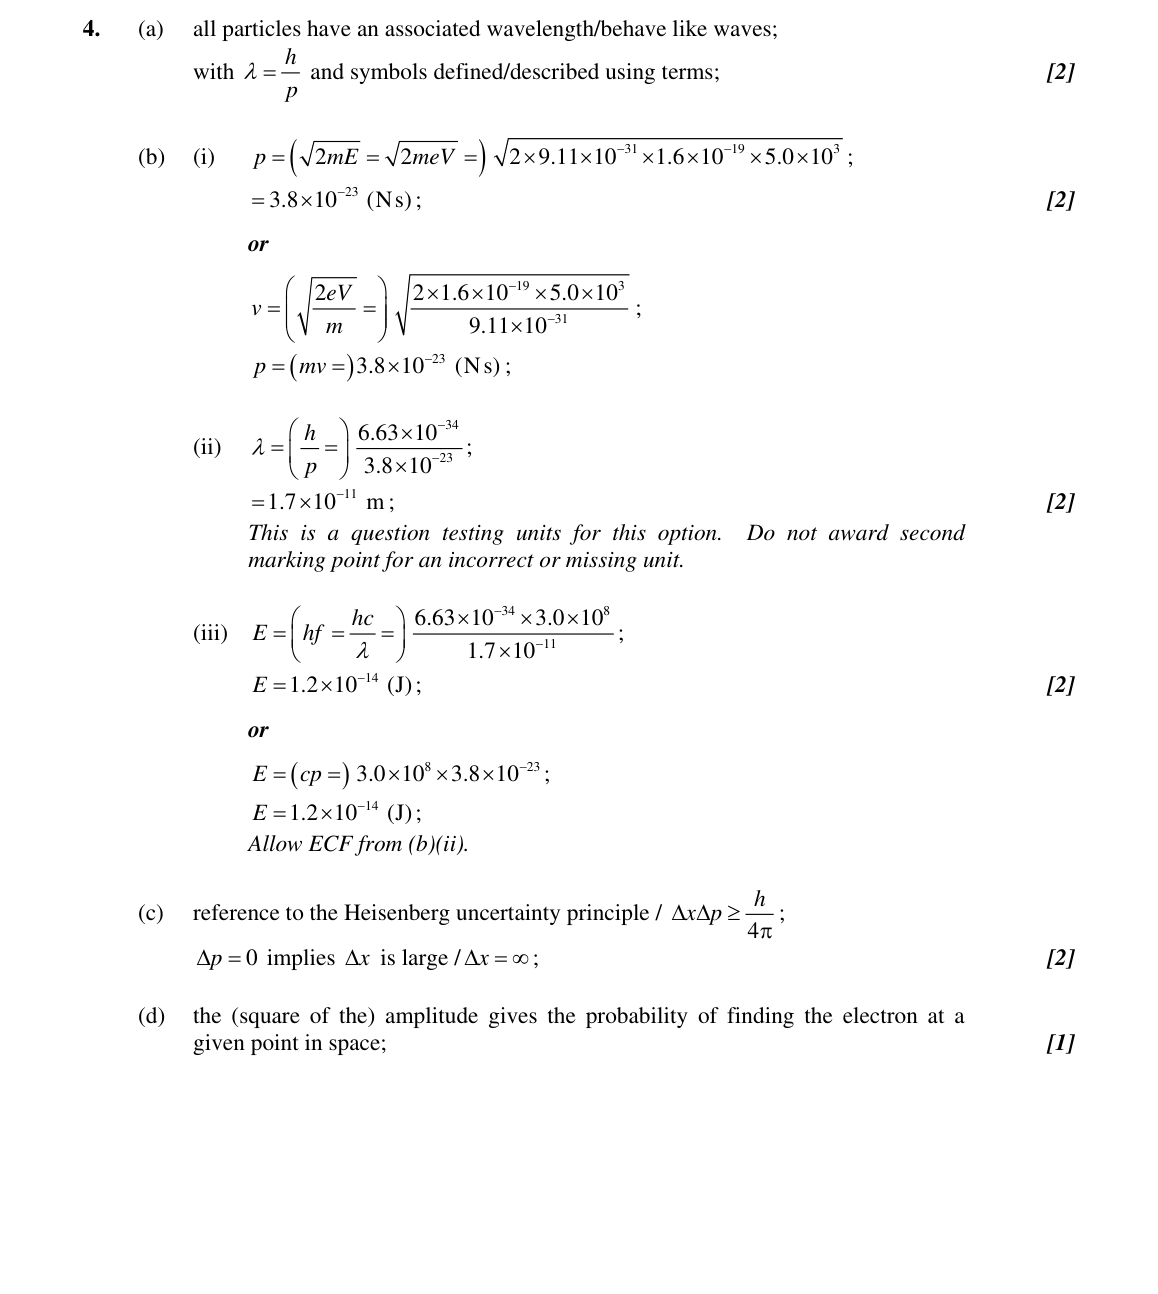 4. (a) all particles have an associated wavelength/behave like waves;
with λ = h/p and symbols defined/described using terms; [2]
(b) (i) p = (√(2mE) = √(2meV) =) √(2×9.11×10⁻³¹×1.6×10⁻¹⁹×5.0×10³) ;
= 3.8×10⁻²³ (N s) ; [2]
or
v = (√(2eV/m) =) √((2×1.6×10⁻¹⁹×5.0×10³)/(9.11×10⁻³¹)) ;
p = (mv =) 3.8×10⁻²³ (N s) ;
(ii) λ = (h/p =) (6.63×10⁻³⁴)/(3.8×10⁻²³) ;
= 1.7×10⁻¹¹ m ; [2]
This is a question testing units for this option. Do not award second
marking point for an incorrect or missing unit.
(iii) E = (hf = hc/λ =) (6.63×10⁻³⁴×3.0×10⁸)/(1.7×10⁻¹¹) ;
E = 1.2×10⁻¹⁴ (J) ; [2]
or
E = (cp =) 3.0×10⁸×3.8×10⁻²³ ;
E = 1.2×10⁻¹⁴ (J) ;
Allow ECF from (b)(ii).
(c) reference to the Heisenberg uncertainty principle / ΔxΔp ≥ h/4π ;
Δp = 0 implies Δx is large / Δx = ∞ ; [2]
(d) the (square of the) amplitude gives the probability of finding the electron at a
given point in space; [1]